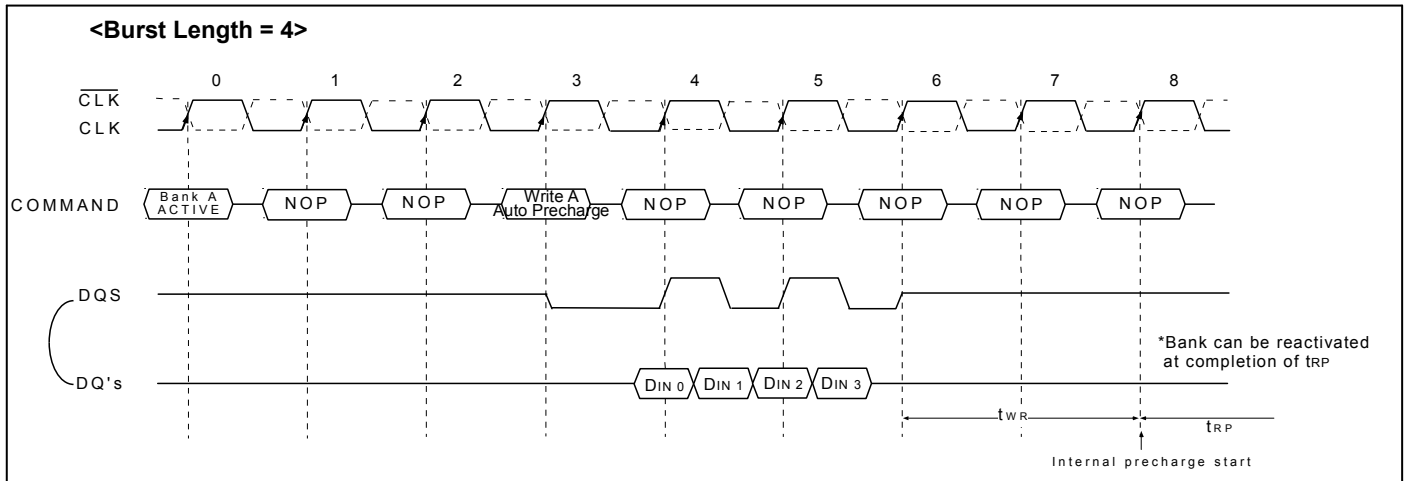 <Burst Length = 4>
0 1 2 3 4 5 6 7 8
CLK
CLK
COMMAND
Bank A
ACTIVE
NOP
NOP
Write A
Auto Precharge
NOP
NOP
NOP
NOP
NOP
DQS
DQ's
DIN 0
DIN 1
DIN 2
DIN 3
*Bank can be reactivated
at completion of tRP
tWR
tRP
Internal precharge start